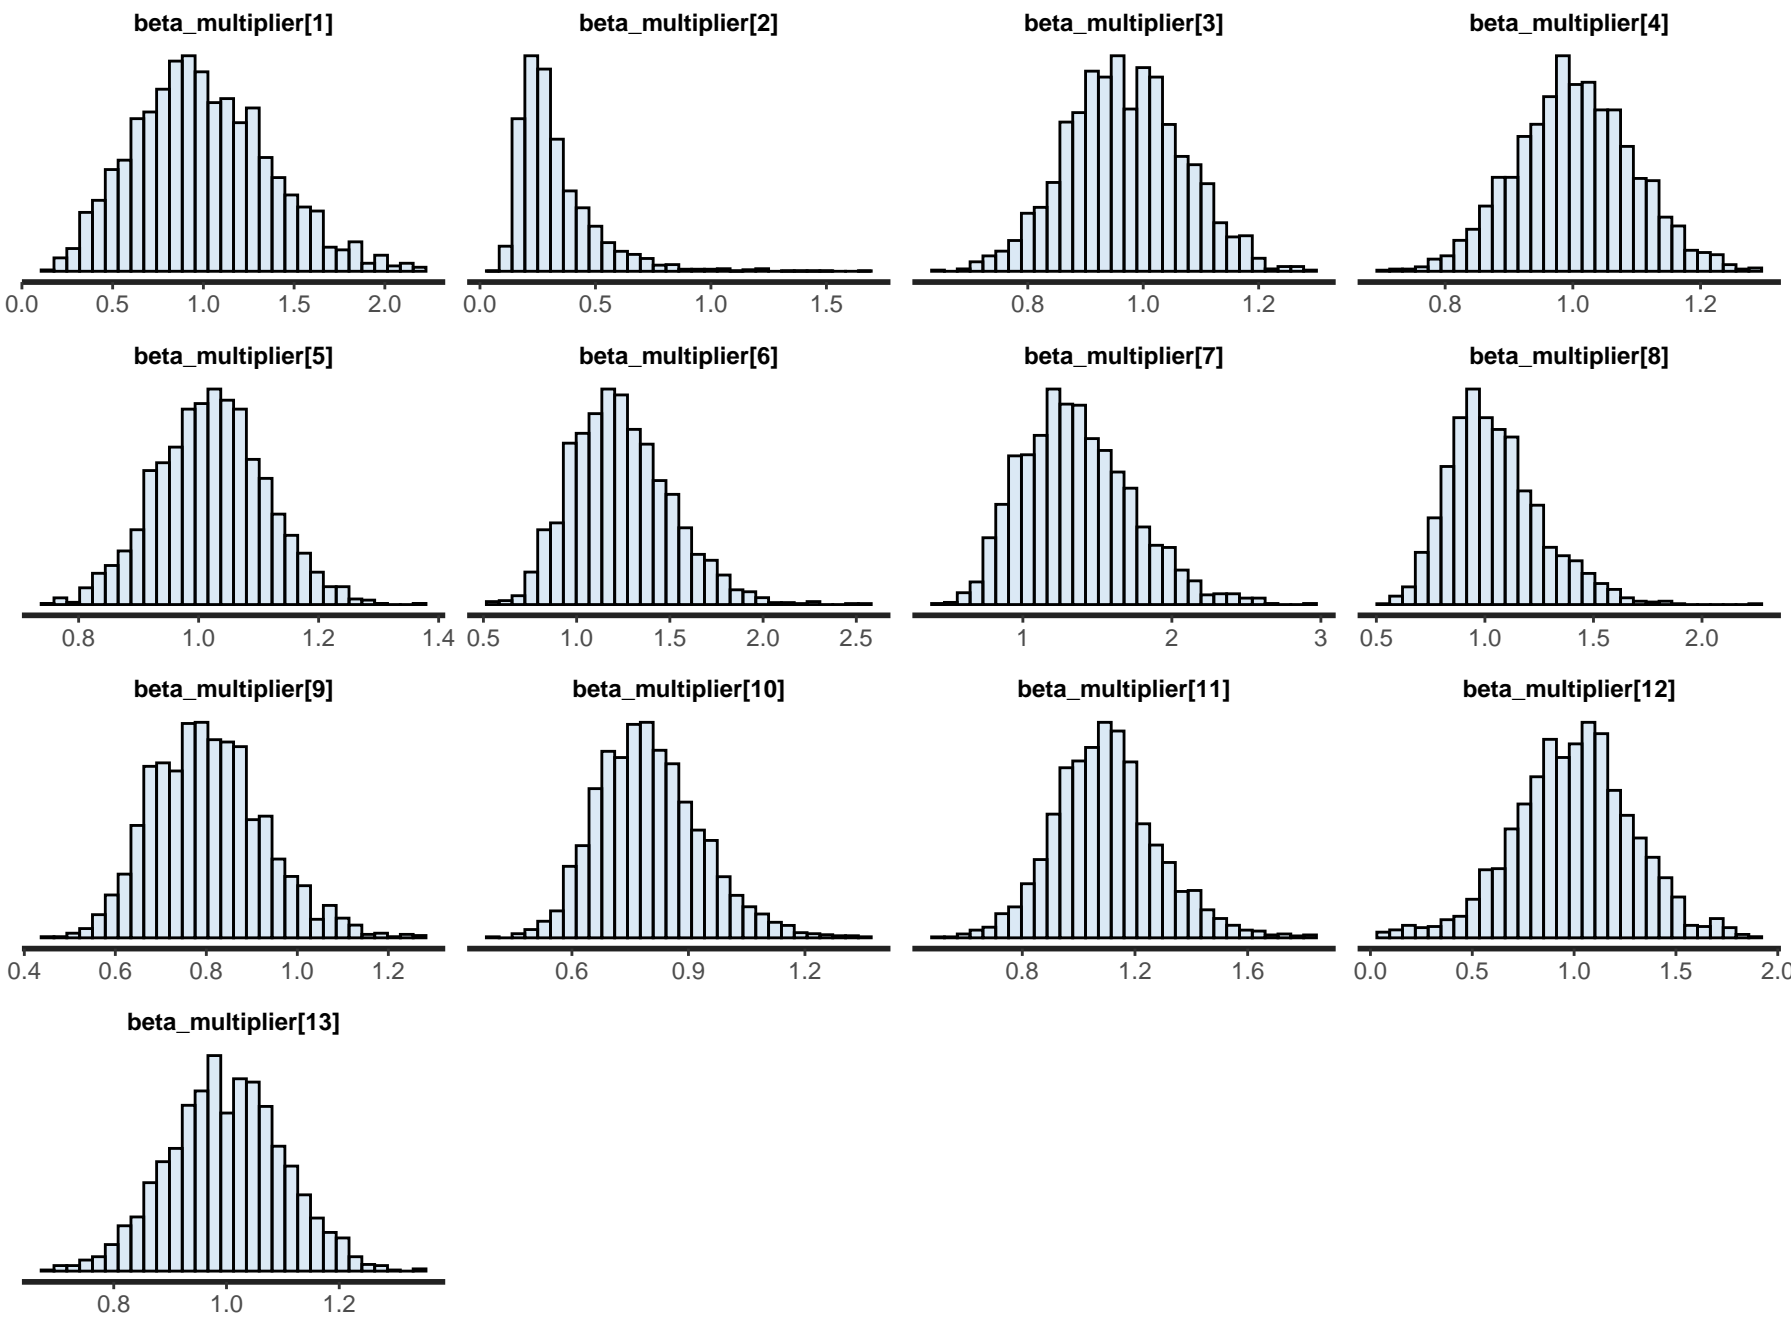 beta_multiplier[1] beta_multiplier[2] beta_multiplier[3] beta_multiplier[4]
0.0 0.5 1.0 1.5 2.0 0.0 0.5 1.0 1.5 0.8 1.0 1.2 0.8 1.0 1.2
beta_multiplier[5] beta_multiplier[6] beta_multiplier[7] beta_multiplier[8]
0.8 1.0 1.2 1.4 0.5 1.0 1.5 2.0 2.5 1 2 3 0.5 1.0 1.5 2.0
beta_multiplier[9] beta_multiplier[10] beta_multiplier[11] beta_multiplier[12]
0.4 0.6 0.8 1.0 1.2 0.6 0.9 1.2 0.8 1.2 1.6 0.0 0.5 1.0 1.5 2.0
beta_multiplier[13]
0.8 1.0 1.2